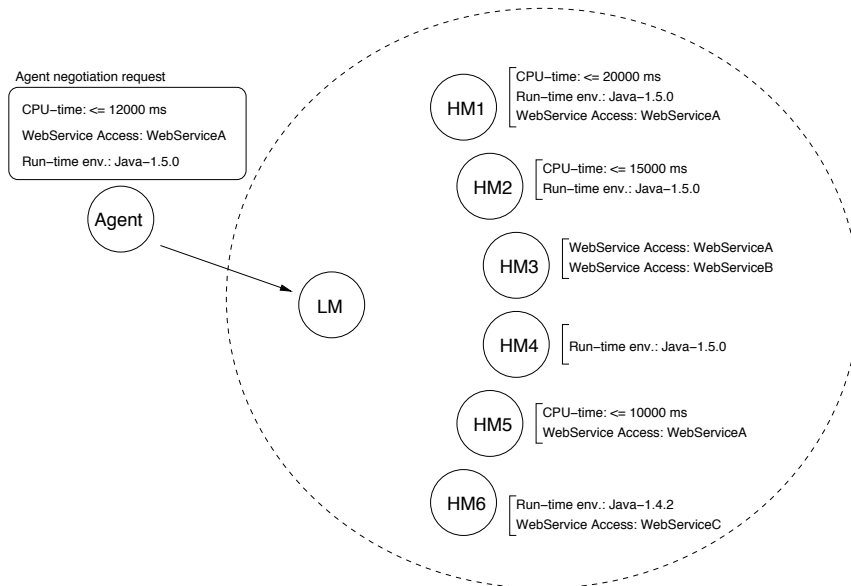 Agent negotiation request
CPU-time: <= 12000 ms
WebService Access: WebServiceA
Run-time env.: Java-1.5.0
Agent
LM
HM1
CPU-time: <= 20000 ms
Run-time env.: Java-1.5.0
WebService Access: WebServiceA
HM2
CPU-time: <= 15000 ms
Run-time env.: Java-1.5.0
HM3
WebService Access: WebServiceA
WebService Access: WebServiceB
HM4
Run-time env.: Java-1.5.0
HM5
CPU-time: <= 10000 ms
WebService Access: WebServiceA
HM6
Run-time env.: Java-1.4.2
WebService Access: WebServiceC